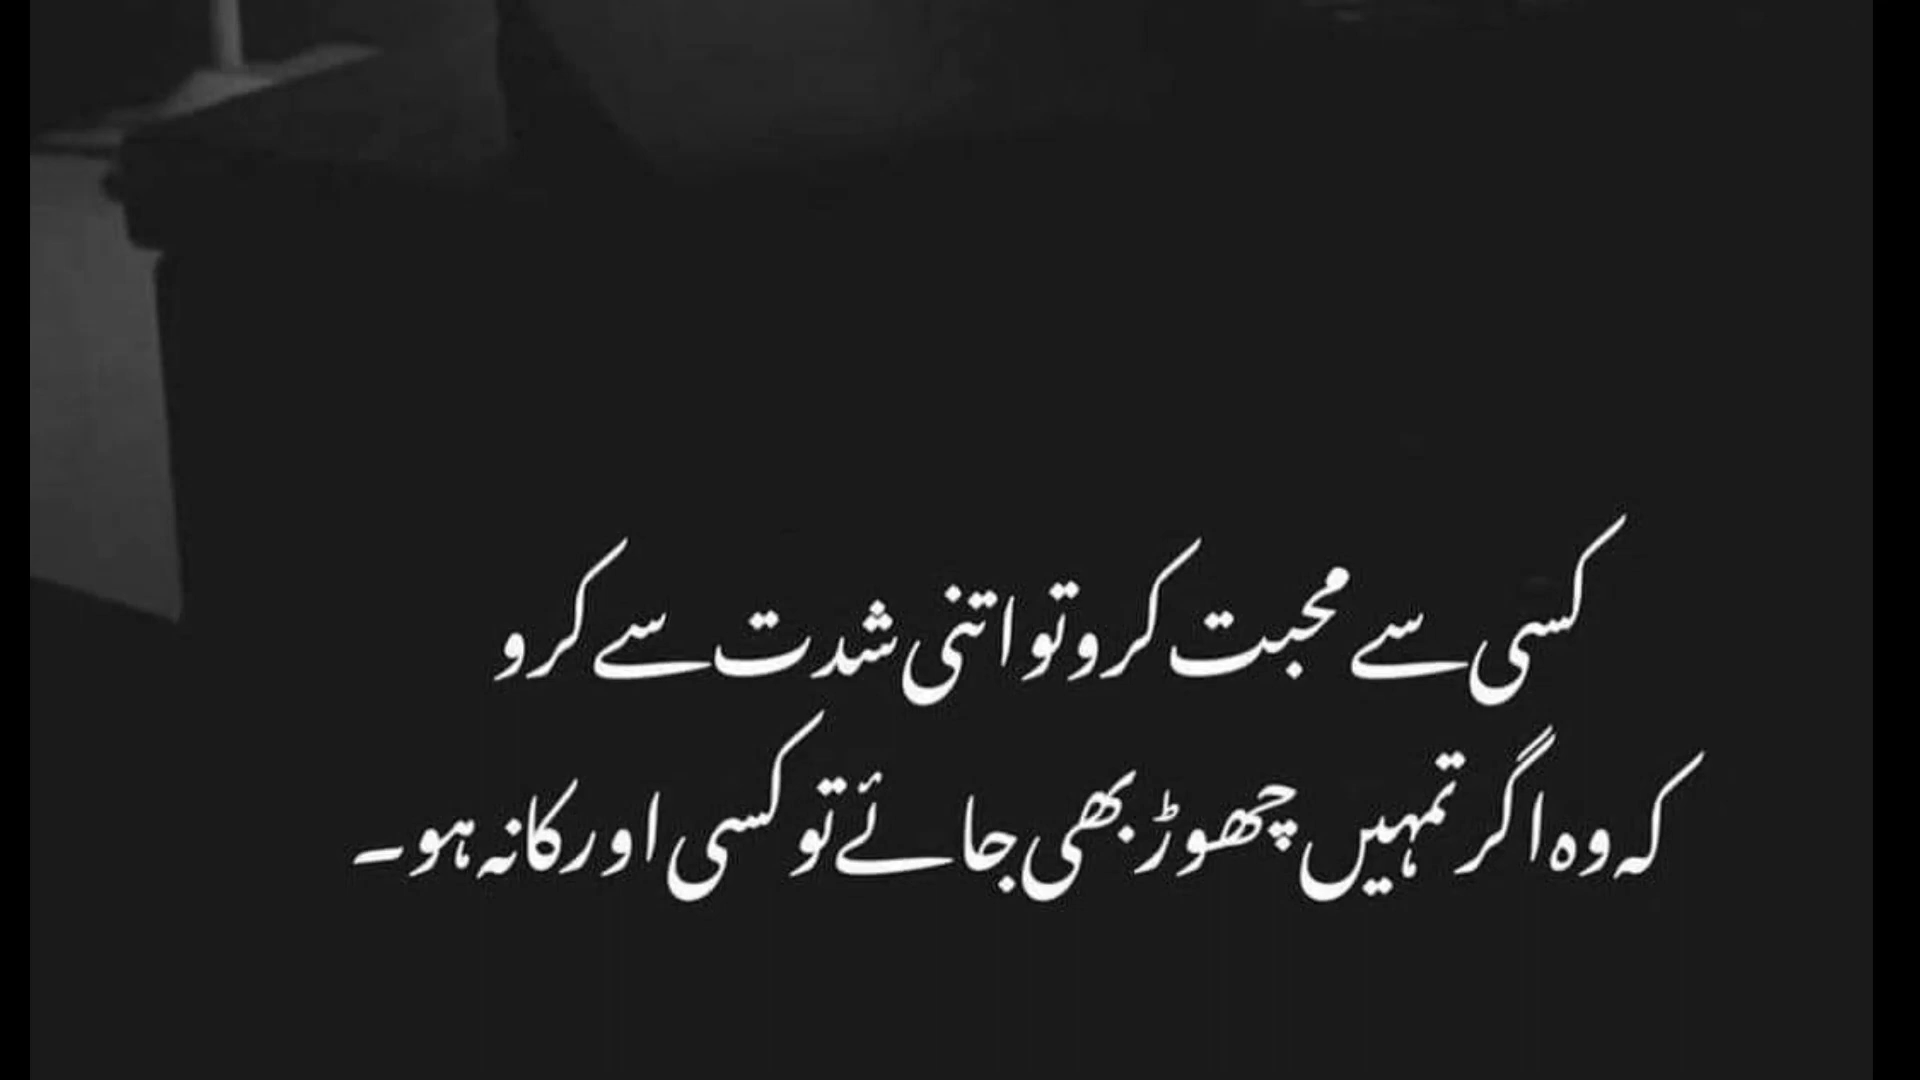 کسی سے محبت کرو تو اتنی شدت سے کرو
کہ وہ اگر تمہیں چھوڑ بھی جائے تو کسی اور کا نہ ہو۔